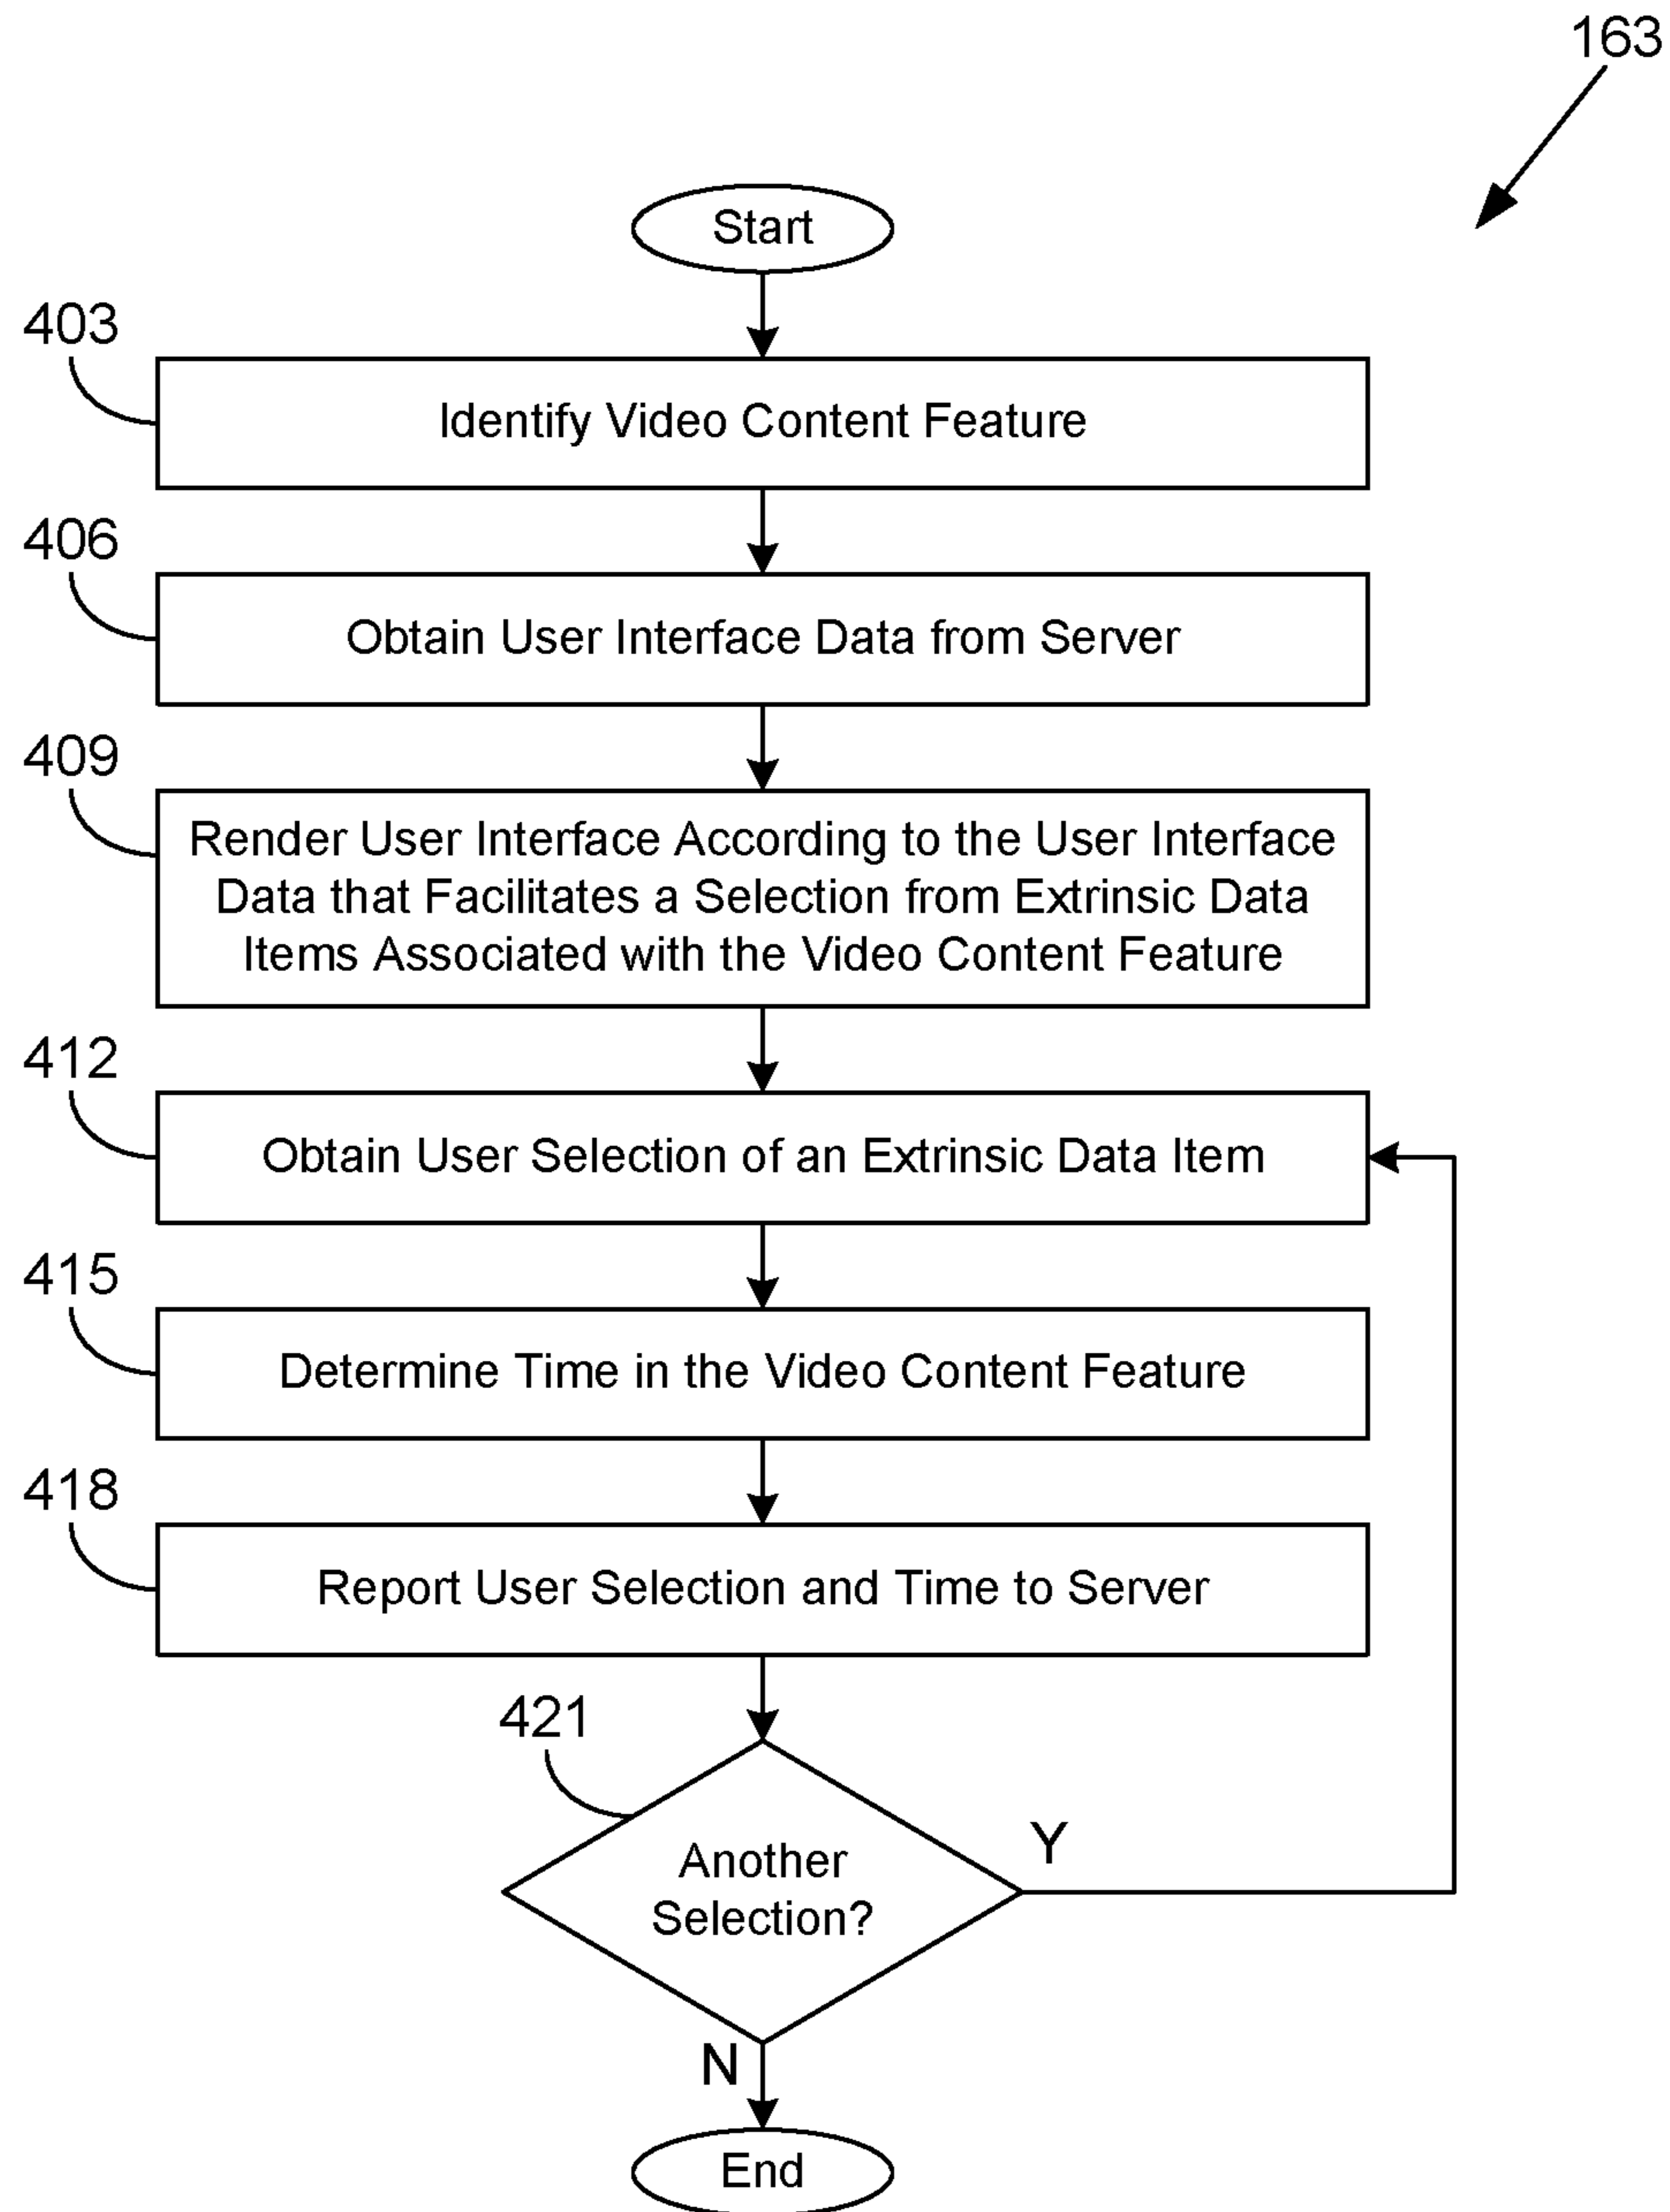 163
Start
403
Identify Video Content Feature
406
Obtain User Interface Data from Server
409
Render User Interface According to the User Interface
Data that Facilitates a Selection from Extrinsic Data
Items Associated with the Video Content Feature
412
Obtain User Selection of an Extrinsic Data Item
415
Determine Time in the Video Content Feature
418
Report User Selection and Time to Server
421
Another
Selection?
Y
N
End